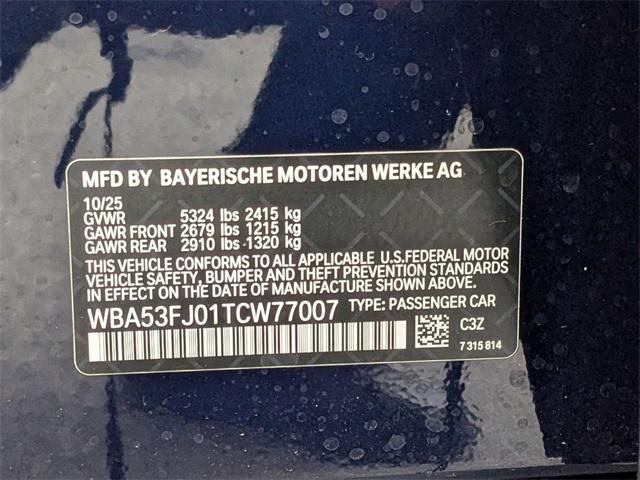 MFD BY BAYERISCHE MOTOREN WERKE AG
10/25
GVWR 5324 lbs 2415 kg
GAWR FRONT 2679 lbs 1215 kg
GAWR REAR 2910 lbs 1320 kg
THIS VEHICLE CONFORMS TO ALL APPLICABLE U.S.FEDERAL MOTOR
VEHICLE SAFETY, BUMPER AND THEFT PREVENTION STANDARDS
IN EFFECT ON THE DATE OF MANUFACTURE SHOWN ABOVE.
WBA53FJ01TCW77007 TYPE: PASSENGER CAR
C3Z
7 315 814